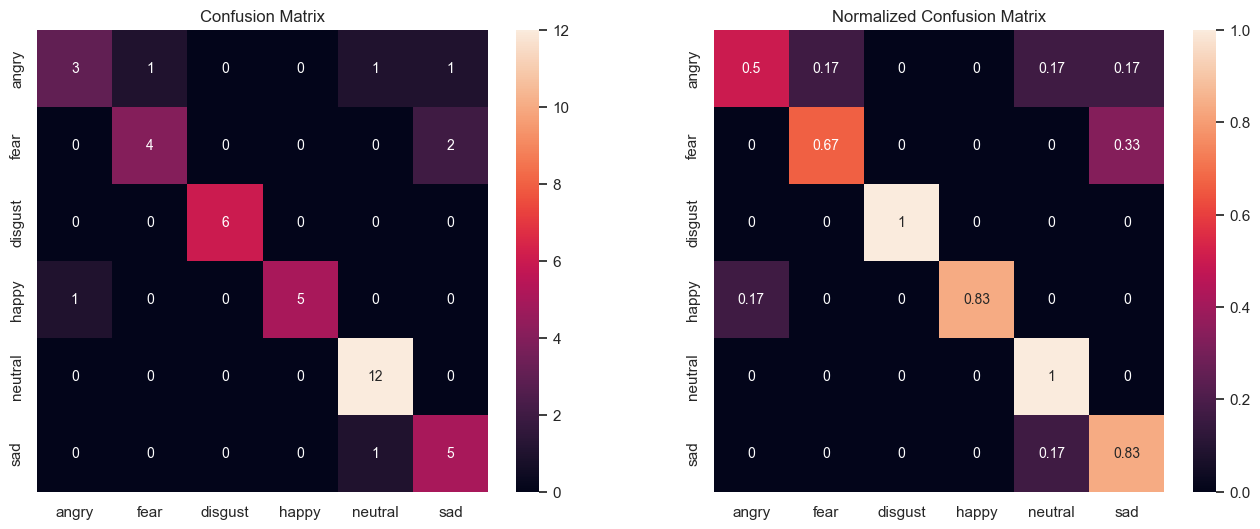 Confusion Matrix
angry 3 1 0 0 1 1
fear 0 4 0 0 0 2
disgust 0 0 6 0 0 0
happy 1 0 0 5 0 0
neutral 0 0 0 0 12 0
sad 0 0 0 0 1 5
angry fear disgust happy neutral sad
12
10
8
6
4
2
0
Normalized Confusion Matrix
angry 0.5 0.17 0 0 0.17 0.17
fear 0 0.67 0 0 0 0.33
disgust 0 0 1 0 0 0
happy 0.17 0 0 0.83 0 0
neutral 0 0 0 0 1 0
sad 0 0 0 0 0.17 0.83
angry fear disgust happy neutral sad
1.0
0.8
0.6
0.4
0.2
0.0